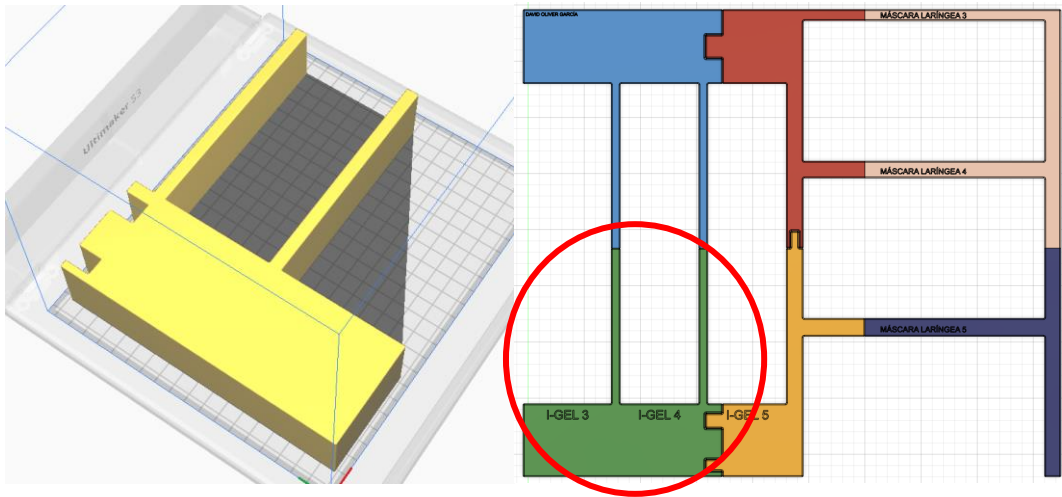 Ultimaker S3
DAVID OLIVER GARCÍA
MÁSCARA LARÍNGEA 3
MÁSCARA LARÍNGEA 4
MÁSCARA LARÍNGEA 5
I-GEL 3
I-GEL 4
I-GEL 5